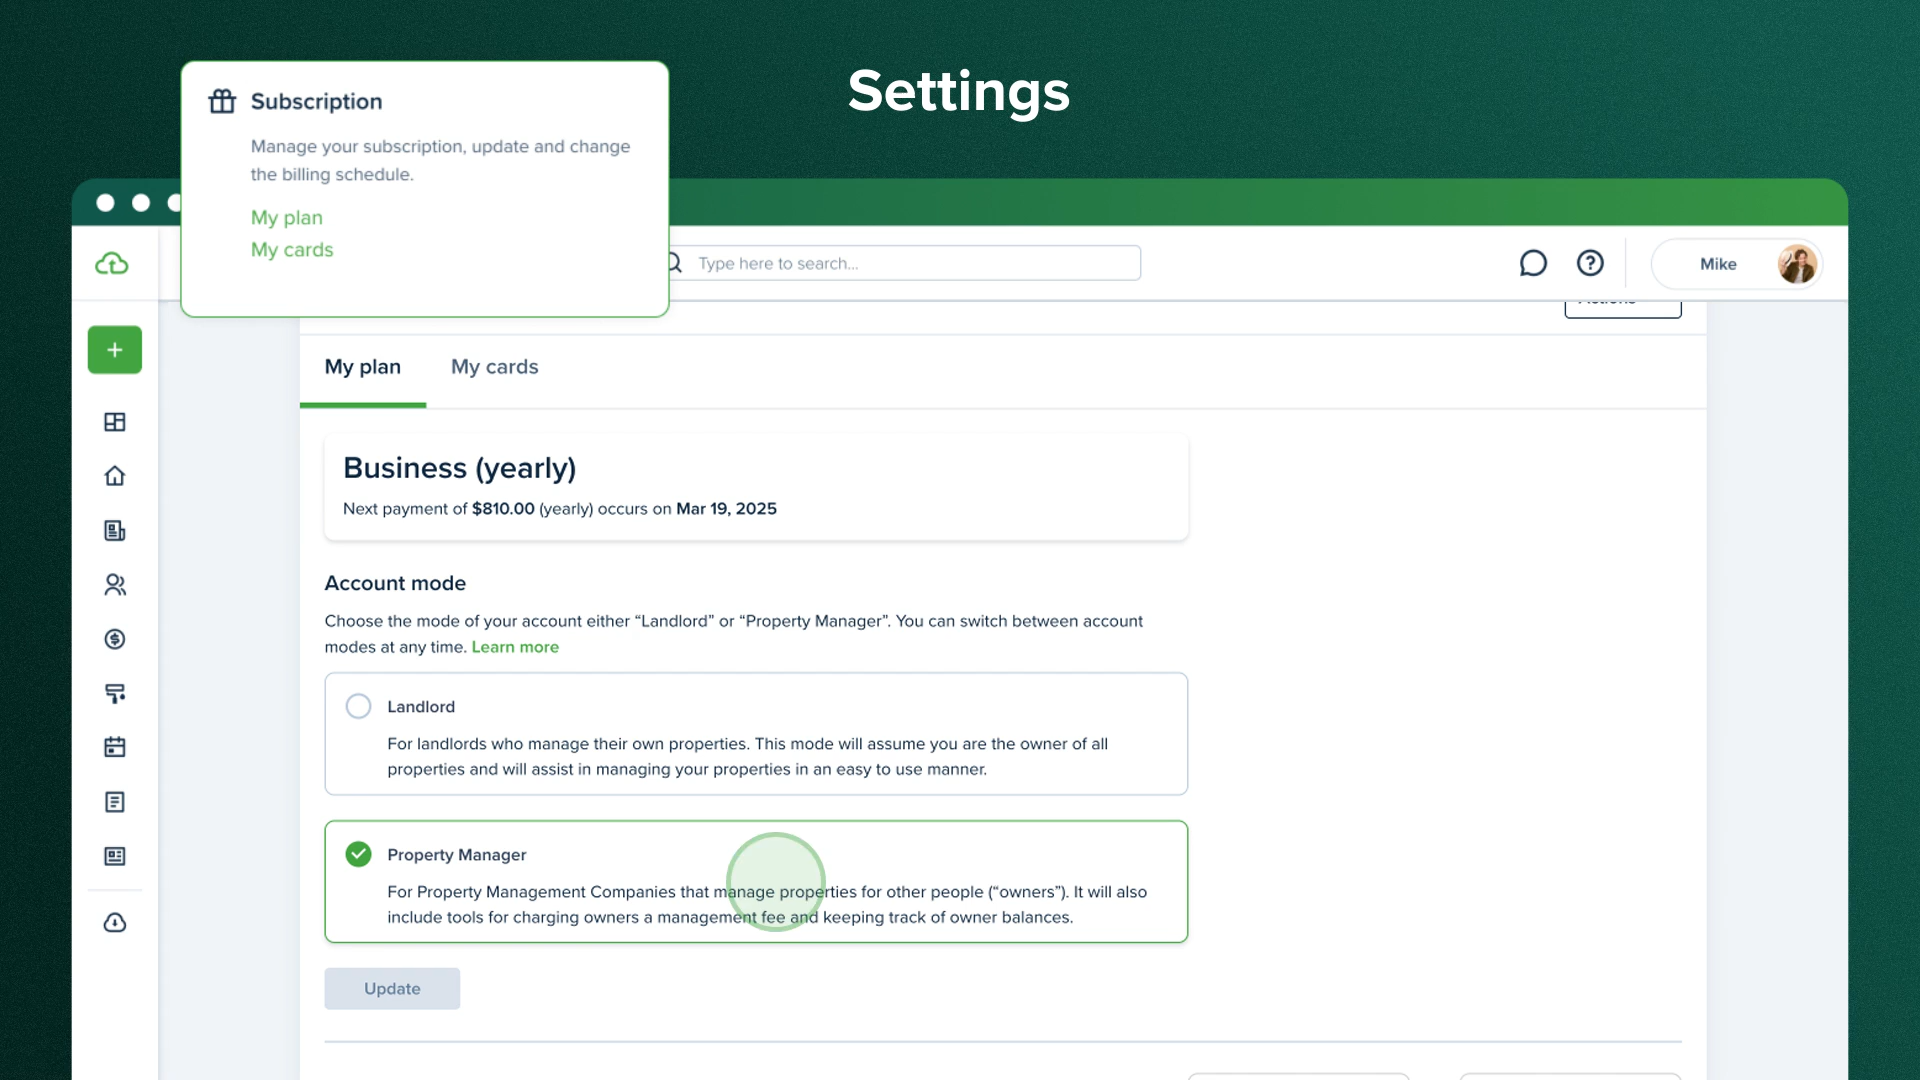 Settings
Subscription
Manage your subscription, update and change
the billing schedule.
My plan
My cards
Type here to search...
Mike
My plan
My cards
Business (yearly)
Next payment of $810.00 (yearly) occurs on Mar 19, 2025
Account mode
Choose the mode of your account either “Landlord” or “Property Manager”. You can switch between account
modes at any time. Learn more
Landlord
For landlords who manage their own properties. This mode will assume you are the owner of all
properties and will assist in managing your properties in an easy to use manner.
Property Manager
For Property Management Companies that manage properties for other people (“owners”). It will also
include tools for charging owners a management fee and keeping track of owner balances.
Update